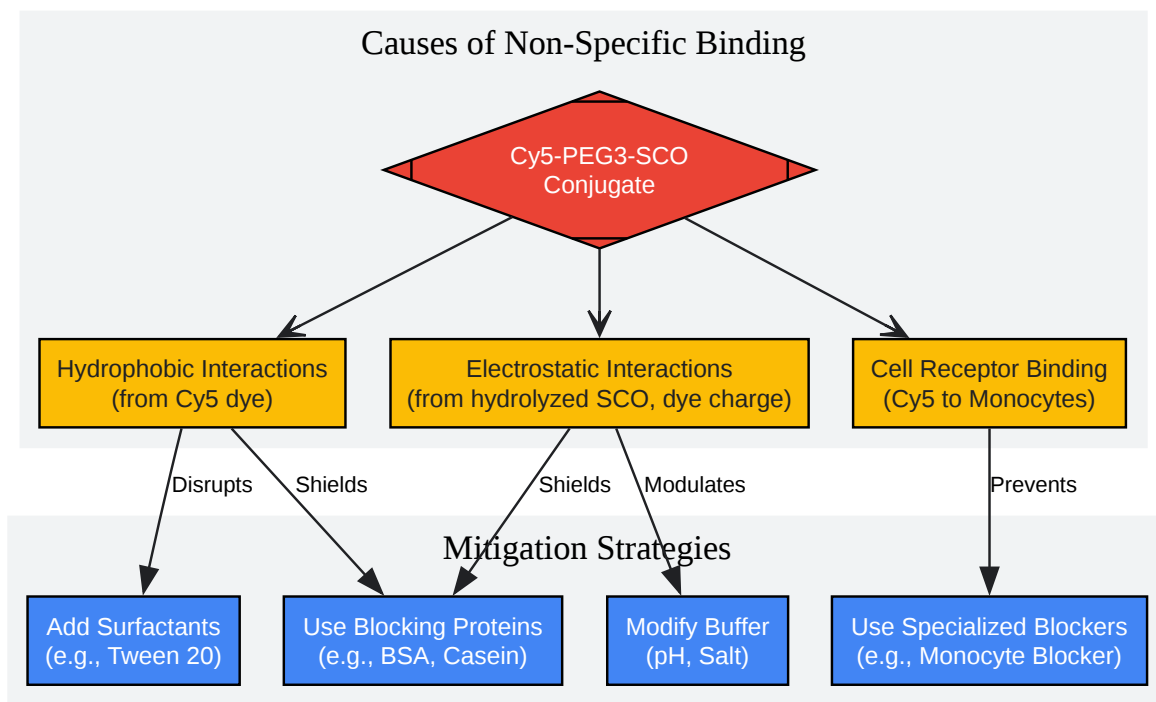 Causes of Non-Specific Binding
Cy5-PEG3-SCO
Conjugate
Hydrophobic Interactions
(from Cy5 dye)
Electrostatic Interactions
(from hydrolyzed SCO, dye charge)
Cell Receptor Binding
(Cy5 to Monocytes)
Disrupts
Shields
Shields
Modulates
Prevents
Mitigation Strategies
Add Surfactants
(e.g., Tween 20)
Use Blocking Proteins
(e.g., BSA, Casein)
Modify Buffer
(pH, Salt)
Use Specialized Blockers
(e.g., Monocyte Blocker)